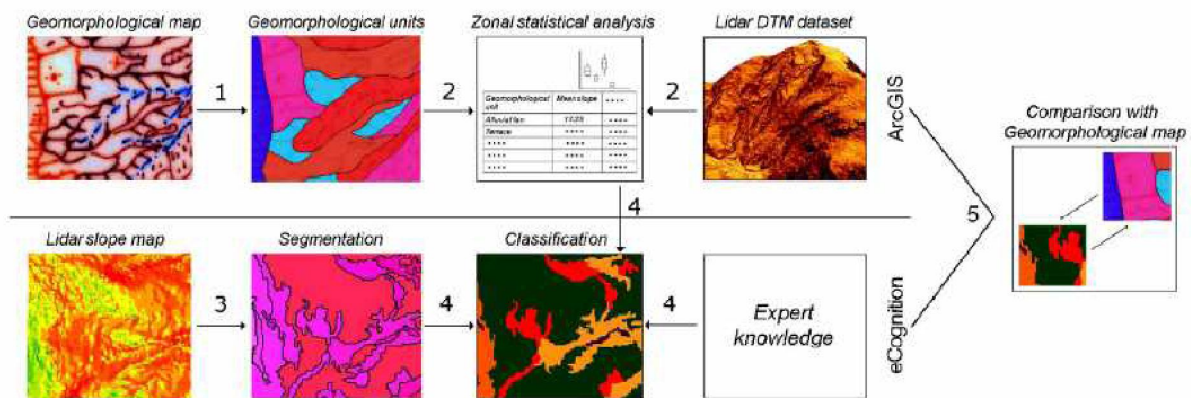 Geomorphological map
Geomorphological units
Zonal statistical analysis
Lidar DTM dataset
1
2
2
Geomorphological unit
Mean slope
Alluvial fan
Terrace
ArcGIS
Comparison with
Geomorphological map
4
5
Lidar slope map
Segmentation
Classification
3
4
4
Expert
knowledge
eCognition